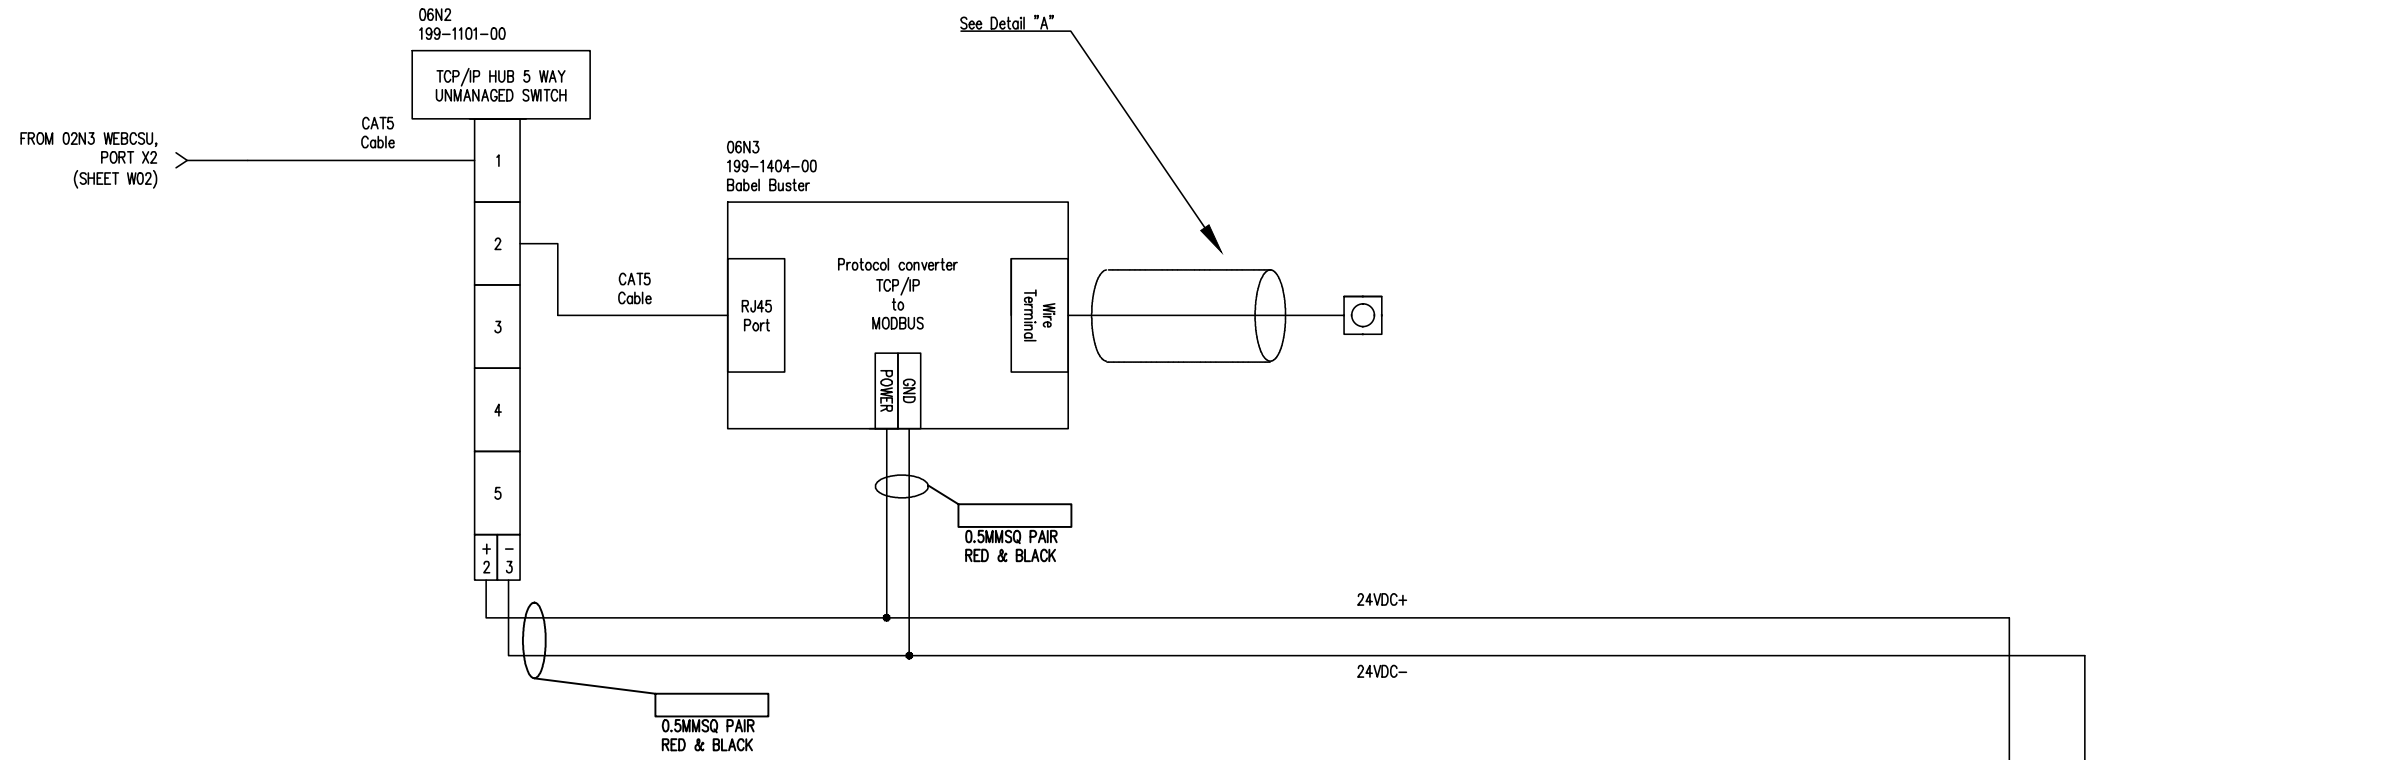 06N2
199-1101-00
TCP/IP HUB 5 WAY
UNMANAGED SWITCH
See Detail "A"
CAT5
Cable
FROM 02N3 WEBCSU,
PORT X2
(SHEET W02)
1
2
3
4
5
+
2
-
3
CAT5
Cable
06N3
199-1404-00
Babel Buster
Protocol converter
TCP/IP
to
MODBUS
RJ45
Port
Wire
Terminal
POWER
GND
0.5MMSQ PAIR
RED & BLACK
24VDC+
24VDC-
0.5MMSQ PAIR
RED & BLACK